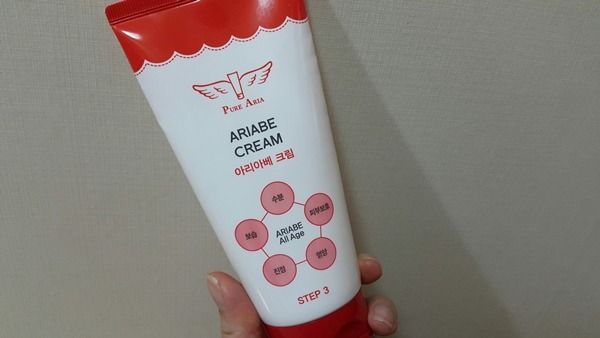 PURE ARIA
ARIABE
CREAM
아리아베 크림
수분
피부보호
보습
ARIABE
All Age
진정
영양
STEP 3